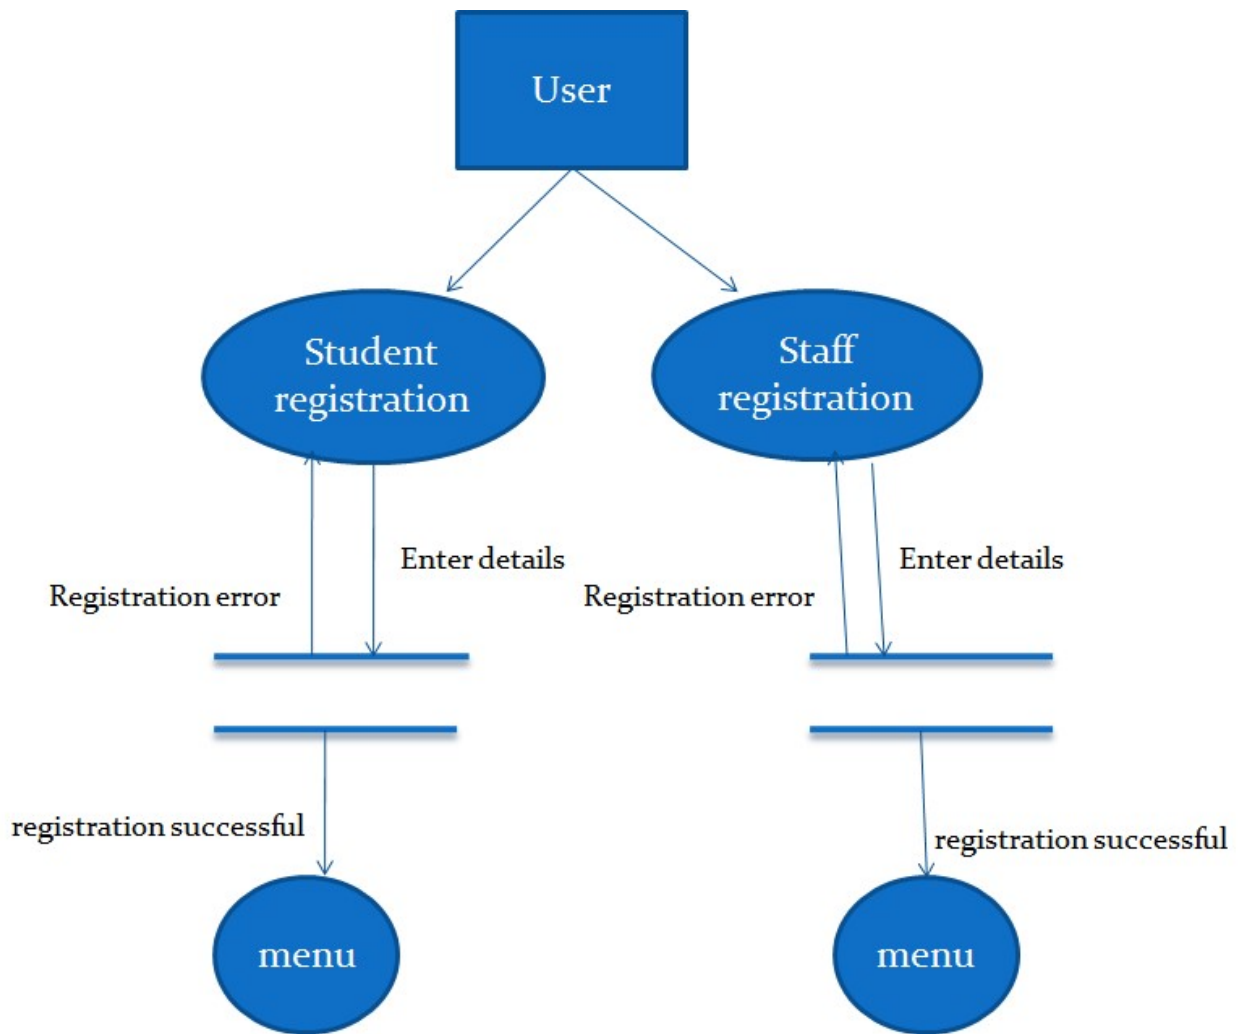 User
Student
registration
Staff
registration
Enter details
Registration error
Enter details
Registration error
registration successful
registration successful
menu
menu